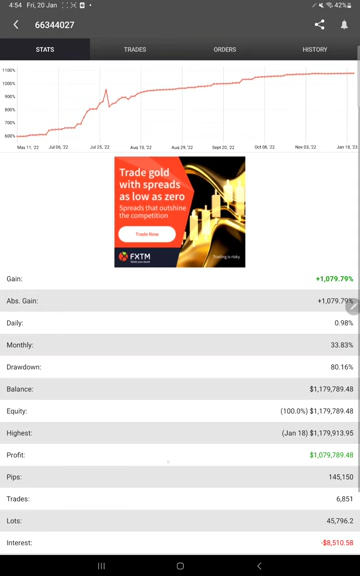 4:54 Fri, 20 Jan 42%
66344027
STATS TRADES ORDERS HISTORY
1100%
1000%
900%
800%
700%
600%
May 11, '22 Jul 06, '22 Jul 25, '22 Aug 10, '22 Aug 29, '22 Sept 20, '22 Oct 08, '22 Nov 03, '22 Jan 18, '23
Trade gold
with spreads
as low as zero
Spreads that outshine
the competition
Trade Now
FXTM Trading is risky
Gain: +1,079.79%
Abs. Gain: +1,079.79%
Daily: 0.98%
Monthly: 33.83%
Drawdown: 80.16%
Balance: $1,179,789.48
Equity: (100.0%) $1,179,789.48
Highest: (Jan 18) $1,179,913.95
Profit: $1,079,789.48
Pips: 145,150
Trades: 6,851
Lots: 45,796.2
Interest: -$8,510.58